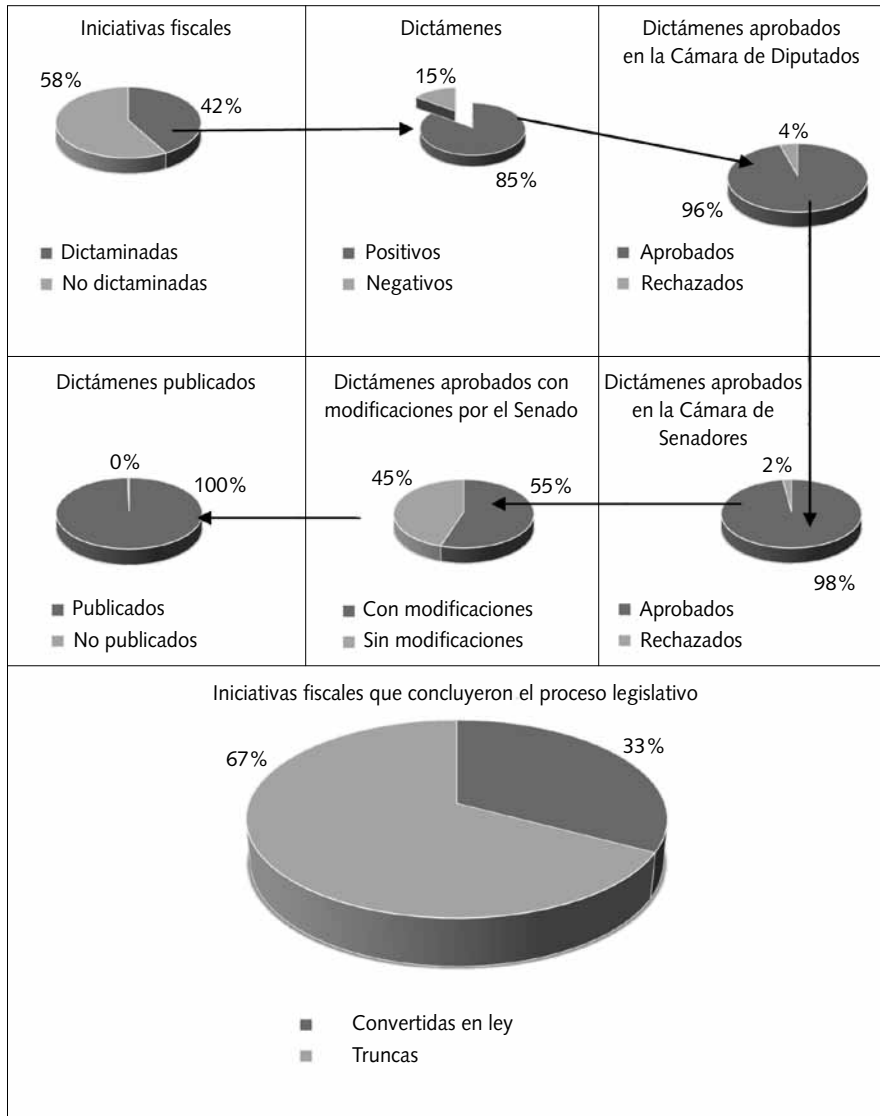 Iniciativas fiscales
58%
42%
Dictaminadas
No dictaminadas
Dictámenes
15%
85%
Positivos
Negativos
Dictámenes aprobados
en la Cámara de Diputados
4%
96%
Aprobados
Rechazados
Dictámenes publicados
0%
100%
Publicados
No publicados
Dictámenes aprobados con
modificaciones por el Senado
45%
55%
Con modificaciones
Sin modificaciones
Dictámenes aprobados
en la Cámara de
Senadores
2%
98%
Aprobados
Rechazados
Iniciativas fiscales que concluyeron el proceso legislativo
67%
33%
Convertidas en ley
Truncas